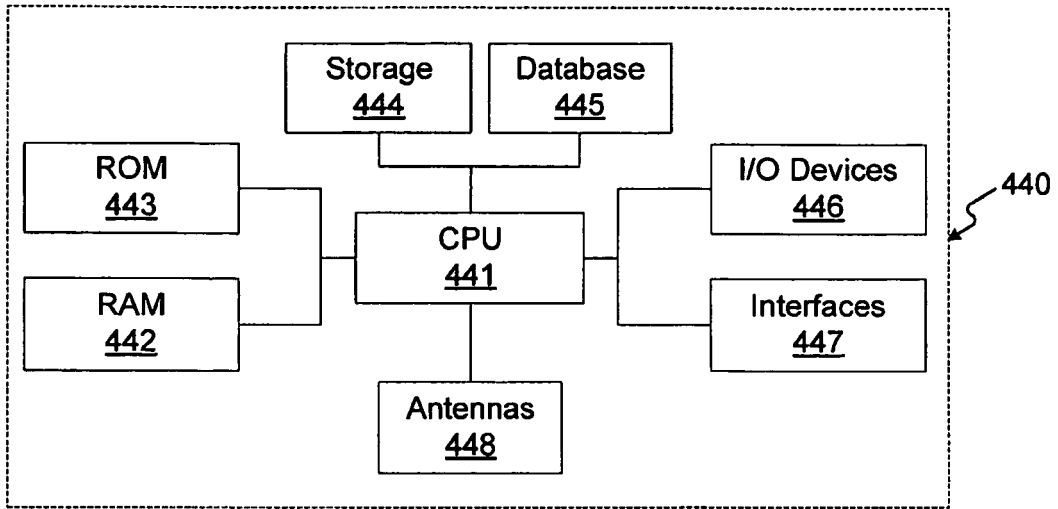 Storage
444
Database
445
ROM
443
I/O Devices
446
440
CPU
441
RAM
442
Interfaces
447
Antennas
448